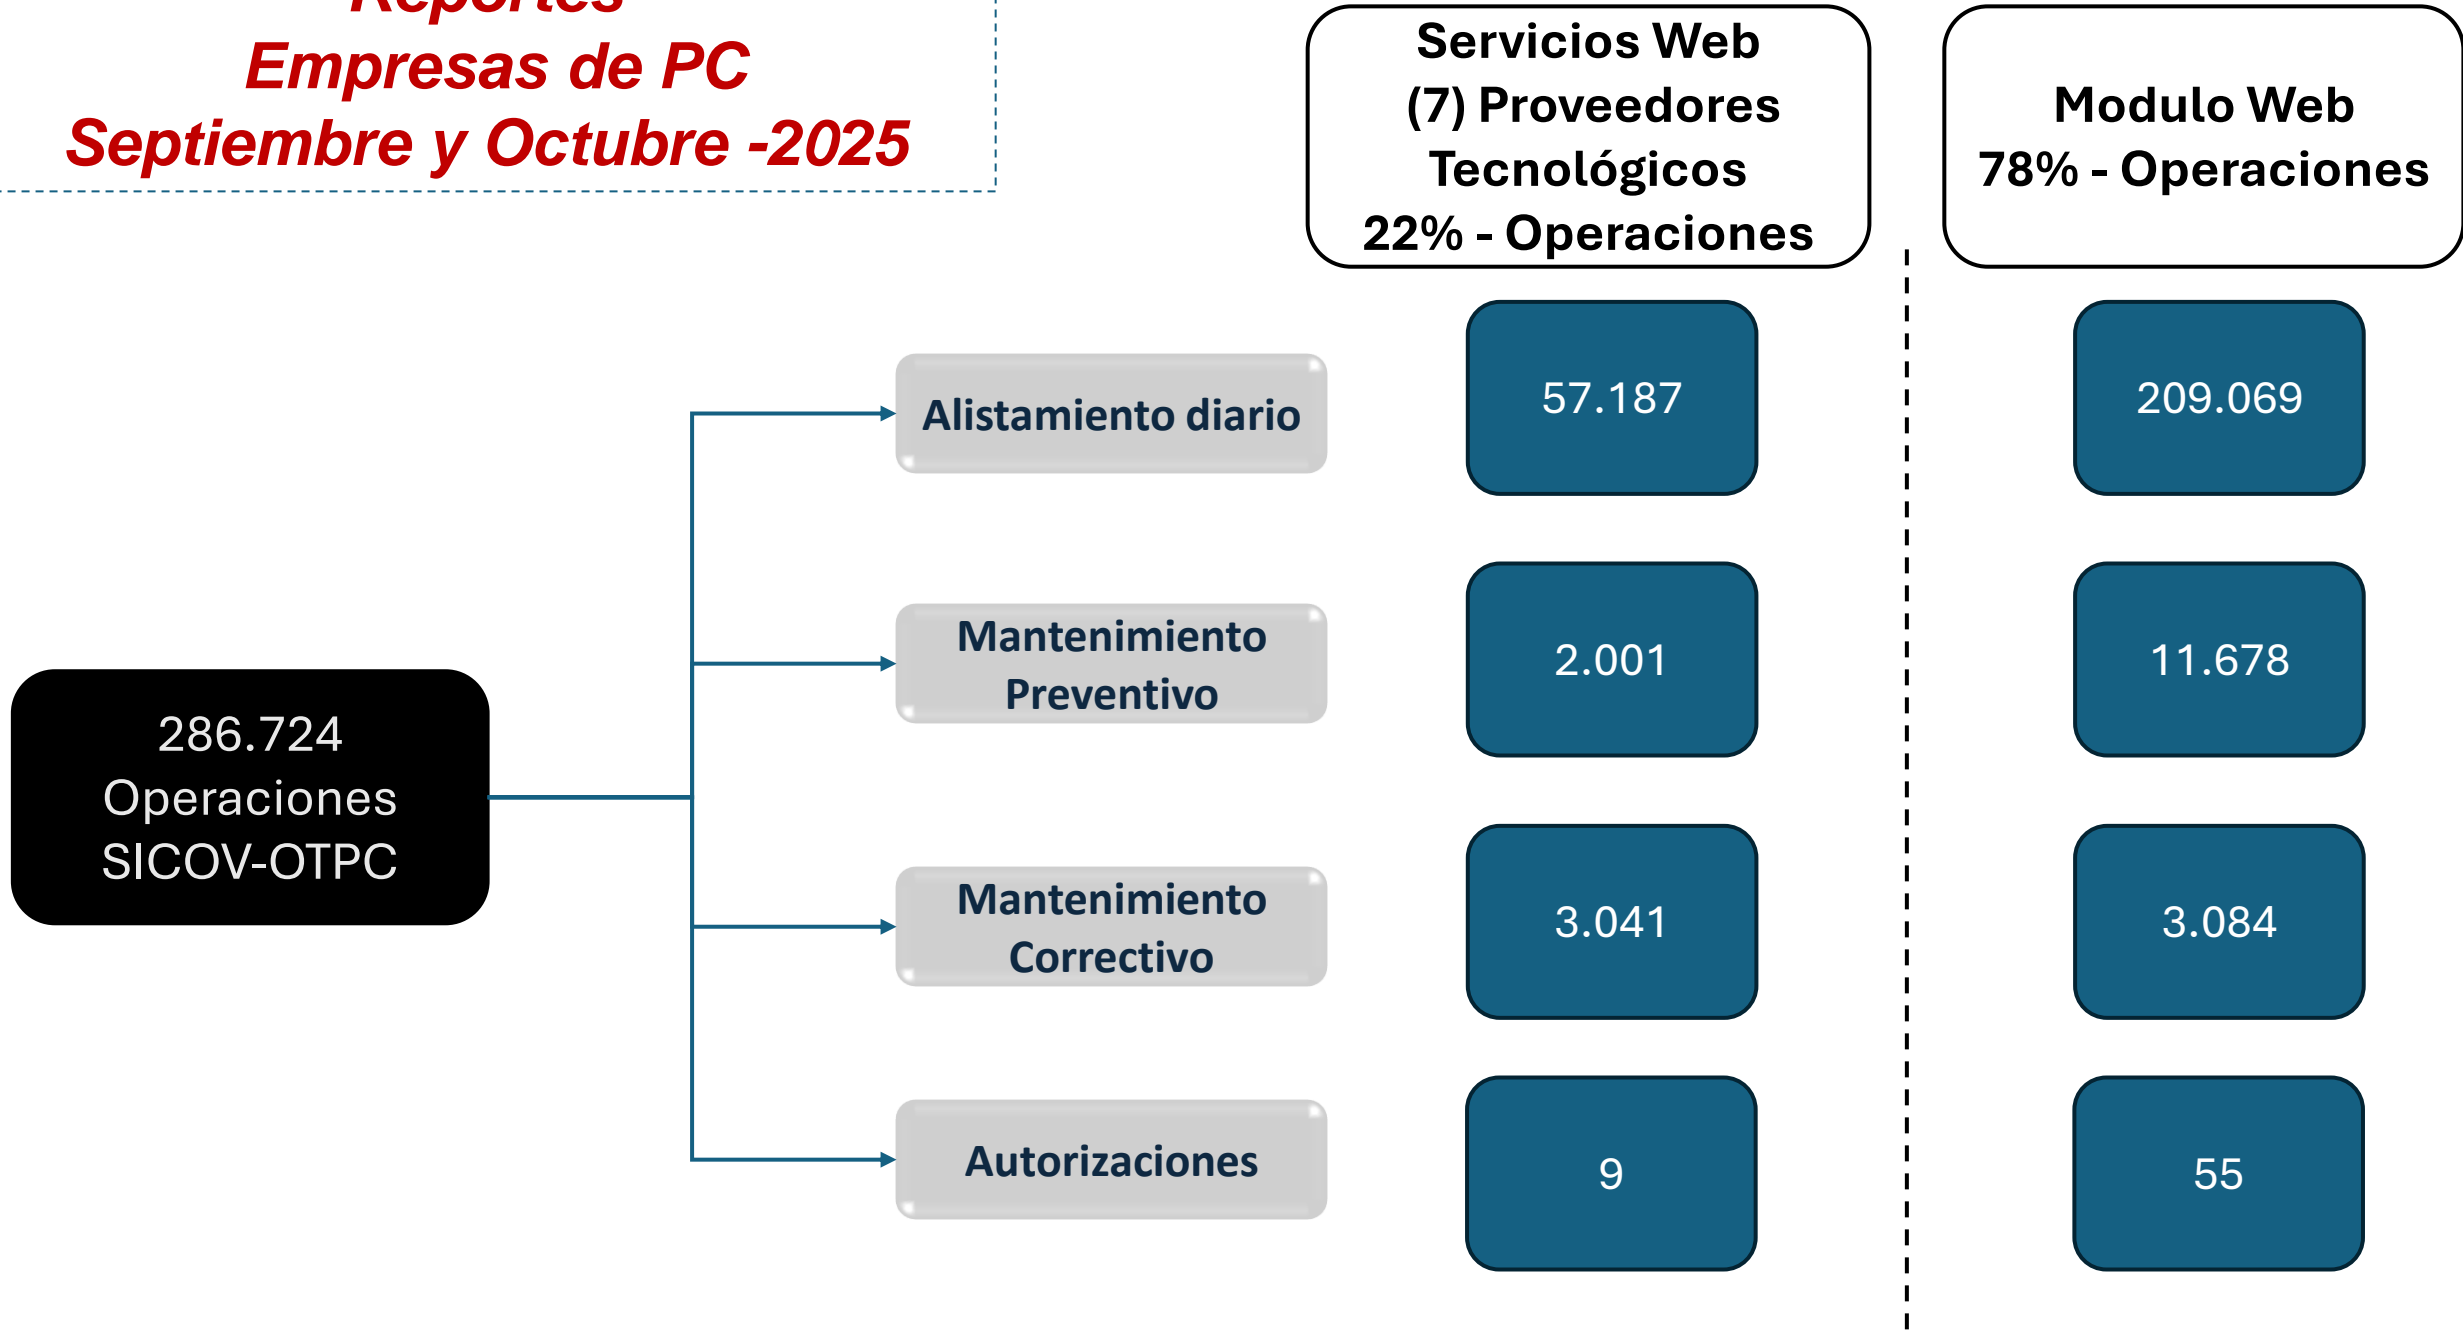 Reportes
Empresas de PC
Septiembre y Octubre -2025
Servicios Web
(7) Proveedores
Tecnológicos
22% - Operaciones
Modulo Web
78% - Operaciones
Alistamiento diario
57.187
209.069
Mantenimiento
Preventivo
2.001
11.678
286.724
Operaciones
SICOV-OTPC
Mantenimiento
Correctivo
3.041
3.084
Autorizaciones
9
55